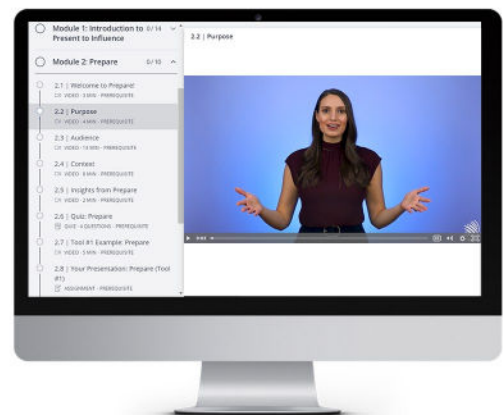 Module 1: Introduction to 0/14
Present to Influence
Module 2: Prepare 0/10
2.1 | Welcome to Prepare!
VIDEO · 3 MIN · PREREQUISITE
2.2 | Purpose
VIDEO · 4 MIN · PREREQUISITE
2.3 | Audience
VIDEO · MIN · PREREQUISITE
2.4 | Context
VIDEO · MIN · PREREQUISITE
2.5 | Insights from Prepare
VIDEO · 2 MIN · PREREQUISITE
2.6 | Quiz: Prepare
QUIZ · 4 QUESTIONS · PREREQUISITE
2.7 | Tool #1 Example: Prepare
VIDEO · 5 MIN · PREREQUISITE
2.8 | Your Presentation: Prepare (Tool
#1)
ASSIGNMENT · PREREQUISITE
2.2 | Purpose